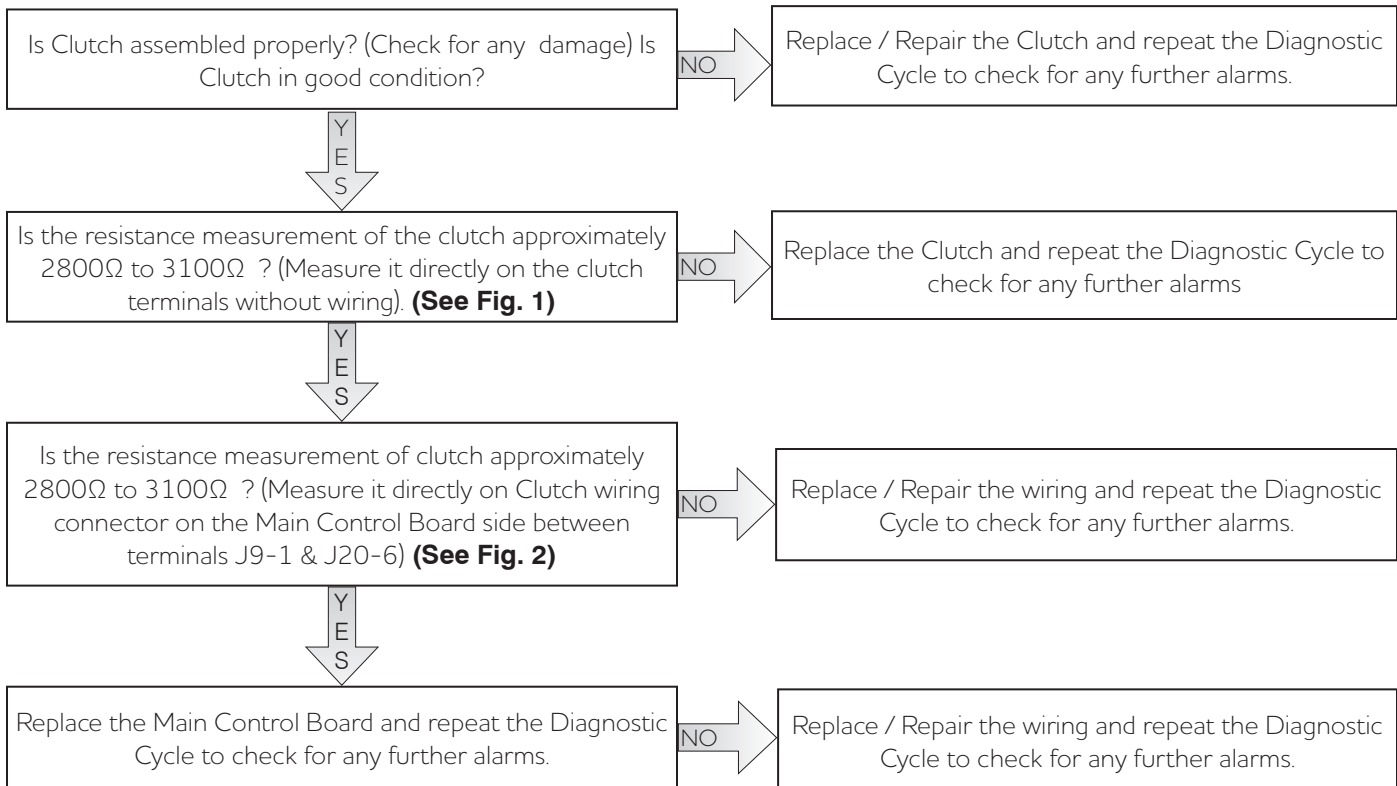 Is Clutch assembled properly? (Check for any damage) Is
Clutch in good condition?
NO
Replace / Repair the Clutch and repeat the Diagnostic
Cycle to check for any further alarms.
Y
E
S
Is the resistance measurement of the clutch approximately
2800Ω to 3100Ω ? (Measure it directly on the clutch
terminals without wiring). (See Fig. 1)
NO
Replace the Clutch and repeat the Diagnostic Cycle to
check for any further alarms
Y
E
S
Is the resistance measurement of clutch approximately
2800Ω to 3100Ω ? (Measure it directly on Clutch wiring
connector on the Main Control Board side between
terminals J9-1 & J20-6) (See Fig. 2)
NO
Replace / Repair the wiring and repeat the Diagnostic
Cycle to check for any further alarms.
Y
E
S
Replace the Main Control Board and repeat the Diagnostic
Cycle to check for any further alarms.
NO
Replace / Repair the wiring and repeat the Diagnostic
Cycle to check for any further alarms.